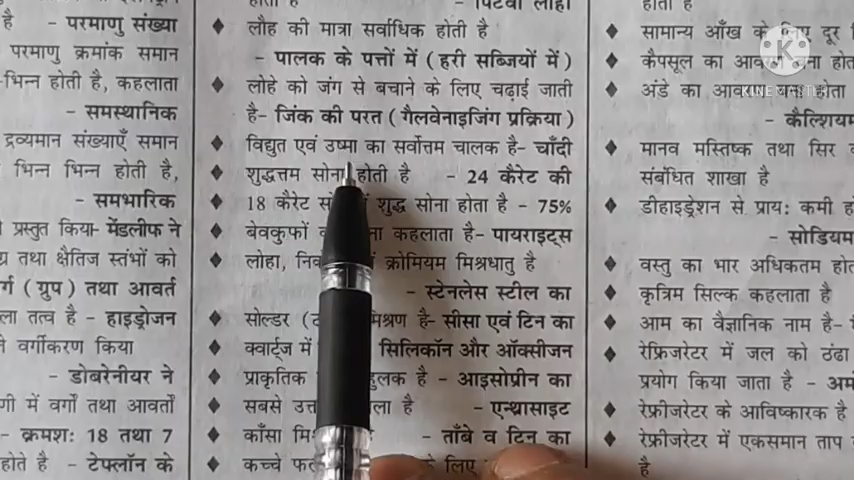 है - परमाणु संख्या
परमाणु क्रमांक समान
भिन्न होती है, कहलाता
- समस्थानिक
द्रव्यमान संख्याएँ समान
भिन्न भिन्न होती है,
- समभारिक
प्रस्तुत किया- मेंडलीफ ने
तथा क्षैतिज स्तंभों को
र्ग (ग्रुप) तथा आवर्त
ला तत्व है - हाइड्रोजन
वर्गीकरण किया
- डोबरेनीयर ने
में वर्गों तथा आवर्तों
- क्रमश: 18 तथा 7
होते है - टेफ्लॉन के
- पिटवाँ लोहा
♦ लौह की मात्रा सर्वाधिक होती है
- पालक के पत्तों में (हरी सब्जियों में)
♦ लोहे को जंग से बचाने के लिए चढ़ाई जाती
है- जिंक की परत (गैलवेनाइजिंग प्रक्रिया)
♦ विद्युत एवं उष्मा का सर्वोत्तम चालक है- चाँदी
♦ शुद्धत्तम सोना होती है - 24 कैरेट की
♦ 18 कैरेट शुद्ध सोना होता है - 75%
♦ बेवकुफों कहलाता है- पायराइट्स
♦ लोहा, क्रोमियम मिश्रधातु है
- स्टेनलेस स्टील का
♦ सोल्डर मिश्रण है- सीसा एवं टिन का
♦ क्वार्ट्ज में सिलिकॉन और ऑक्सीजन
♦ प्राकृतिक है - आइसोप्रीन का
♦ सबसे है - एन्थ्रासाइट
♦ काँसा - ताँबे व टिन का
♦ कच्चे लिए
होता है
♦ सामान्य आँख के लिए दूर
♦ कैपसूल का आवरण होता
♦ अंडे का आवरण होता
- कैल्शियम
♦ मानव मस्तिष्क तथा सिर
संबंधित शाखा है
♦ डीहाइड्रेशन से प्राय: कमी
- सोडियम
♦ वस्तु का भार अधिकतम
♦ कृत्रिम सिल्क कहलाता है
♦ आम का वैज्ञानिक नाम है-
♦ रेफ्रिजरेटर में जल को ठंडा
प्रयोग किया जाता है -
♦ रेफ्रीजरेटर के आविष्कारक है
♦ रेफ्रीजरेटर में एकसमान ताप
है
KINEMASTER